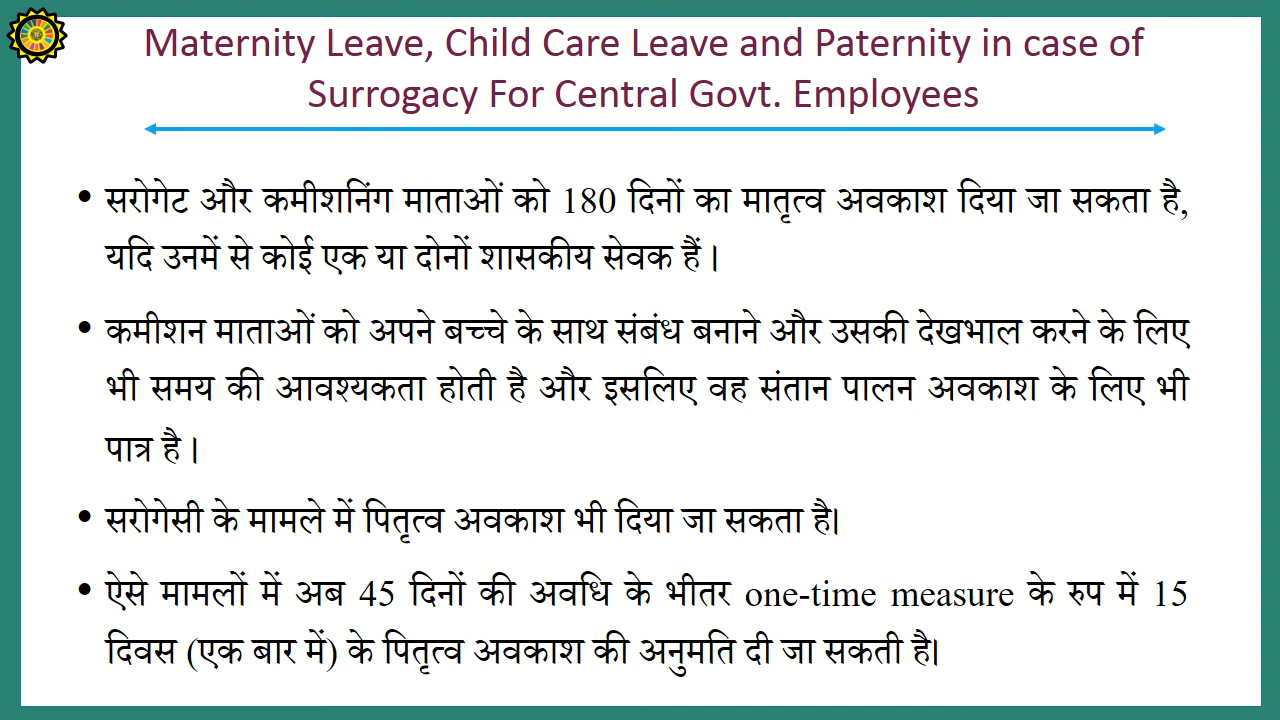 Maternity Leave, Child Care Leave and Paternity in case of
Surrogacy For Central Govt. Employees
• सरोगेट और कमीशनिंग माताओं को 180 दिनों का मातृत्व अवकाश दिया जा सकता है,
यदि उनमें से कोई एक या दोनों शासकीय सेवक हैं।
• कमीशन माताओं को अपने बच्चे के साथ संबंध बनाने और उसकी देखभाल करने के लिए
भी समय की आवश्यकता होती है और इसलिए वह संतान पालन अवकाश के लिए भी
पात्र है।
• सरोगेसी के मामले में पितृत्व अवकाश भी दिया जा सकता है।
• ऐसे मामलों में अब 45 दिनों की अवधि के भीतर one-time measure के रुप में 15
दिवस (एक बार में) के पितृत्व अवकाश की अनुमति दी जा सकती है।